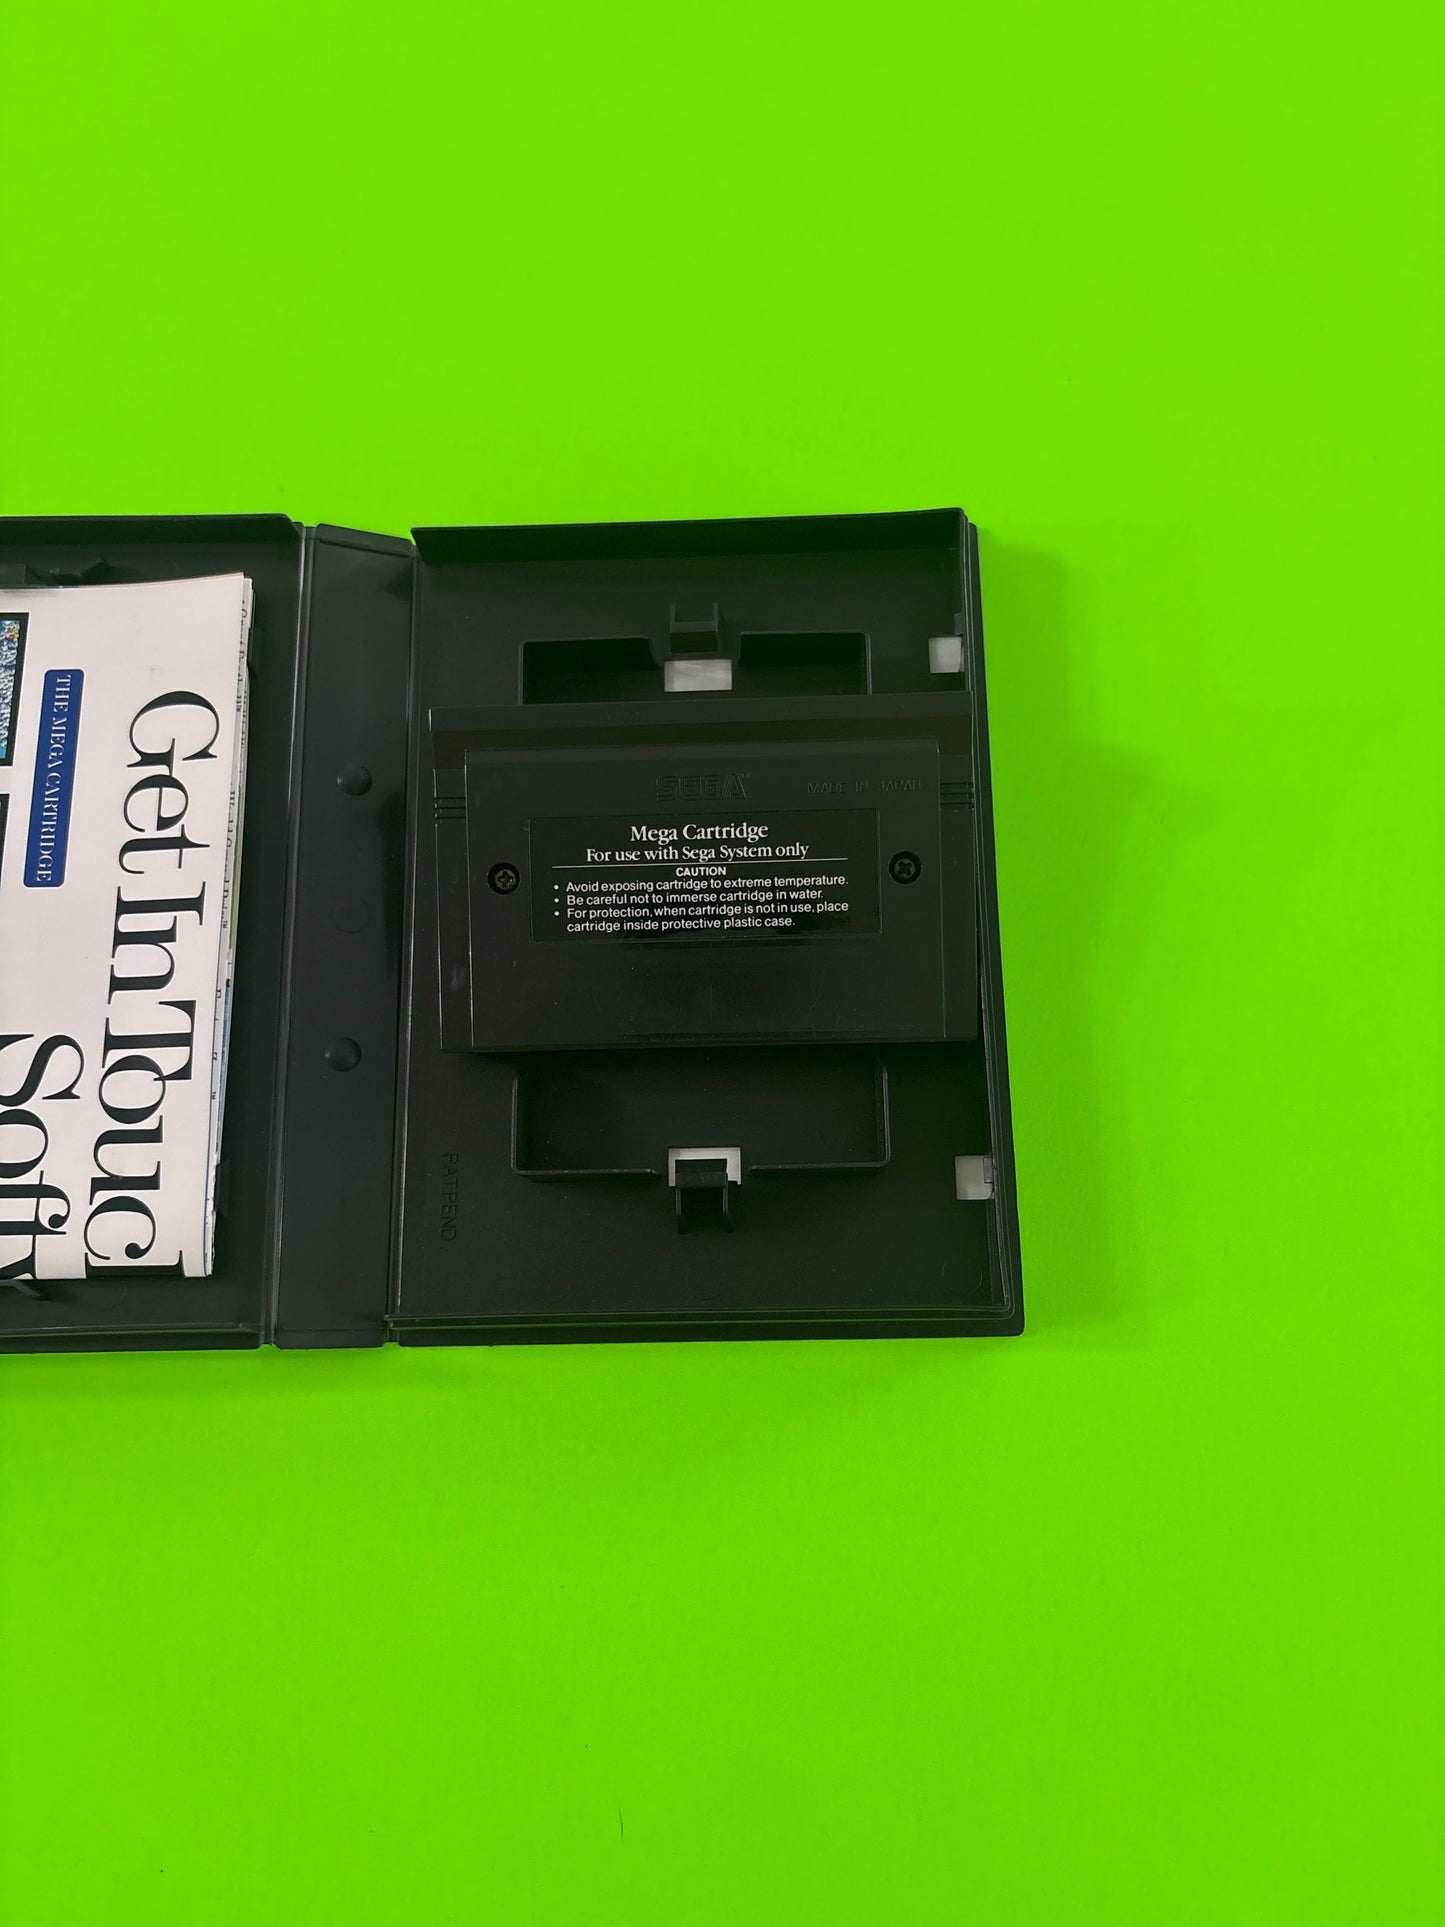 THE MEGA CARTRIDGE
Get In Touc
Softw
SEGA
MADE IN JAPAN
Mega Cartridge
For use with Sega System only
CAUTION
• Avoid exposing cartridge to extreme temperature.
• Be careful not to immerse cartridge in water.
• For protection, when cartridge is not in use, place
cartridge inside protective plastic case.
PAT.PEND.